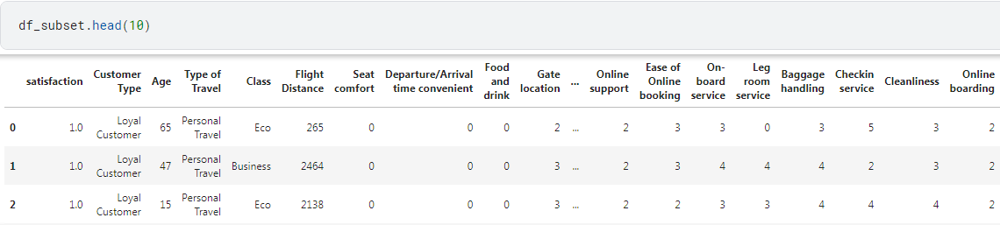 df_subset.head(10)
satisfaction Customer Type Age Type of Travel Class Flight Distance Seat comfort Departure/Arrival time convenient Food and drink Gate location ... Online support Ease of Online booking On-board service Leg room service Baggage handling Checkin service Cleanliness Online boarding
0 1.0 Loyal Customer 65 Personal Travel Eco 265 0 0 0 2 ... 2 3 3 0 3 5 3 2
1 1.0 Loyal Customer 47 Personal Travel Business 2464 0 0 0 3 ... 2 3 4 4 4 2 3 2
2 1.0 Loyal Customer 15 Personal Travel Eco 2138 0 0 0 3 ... 2 2 3 3 4 4 4 2